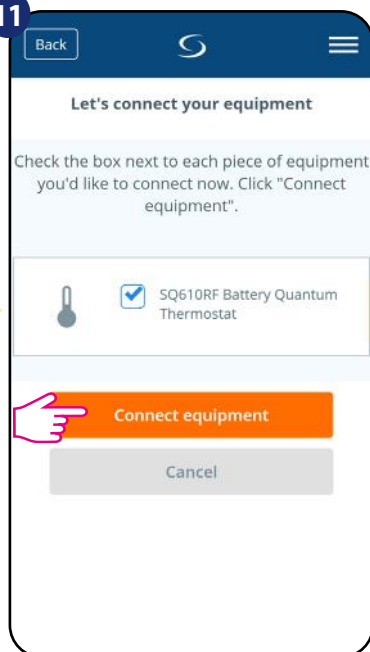 11
Back
Let's connect your equipment
Check the box next to each piece of equipment
you'd like to connect now. Click "Connect
equipment".
SQ610RF Battery Quantum
Thermostat
Connect equipment
Cancel